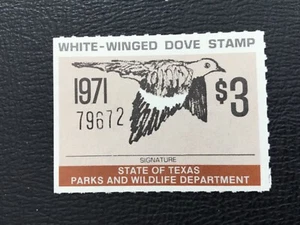 WHITE-WINGED DOVE STAMP
1971 $3
79672
SIGNATURE
STATE OF TEXAS
PARKS AND WILDLIFE DEPARTMENT